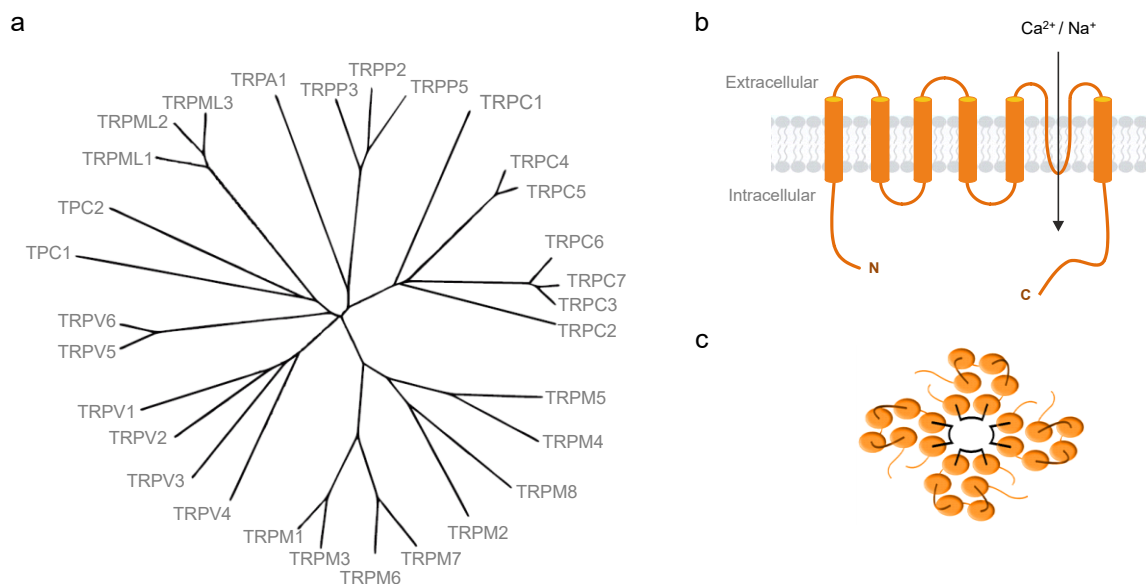 a
TRPA1
TRPP3
TRPP2
TRPP5
TRPC1
TRPML3
TRPML2
TRPML1
TRPC4
TRPC5
TPC2
TPC1
TRPC6
TRPC7
TRPC3
TRPC2
TRPV6
TRPV5
TRPV1
TRPV2
TRPV3
TRPV4
TRPM1
TRPM3
TRPM6
TRPM7
TRPM2
TRPM8
TRPM4
TRPM5
b
Ca²⁺ / Na⁺
Extracellular
Intracellular
N
C
c